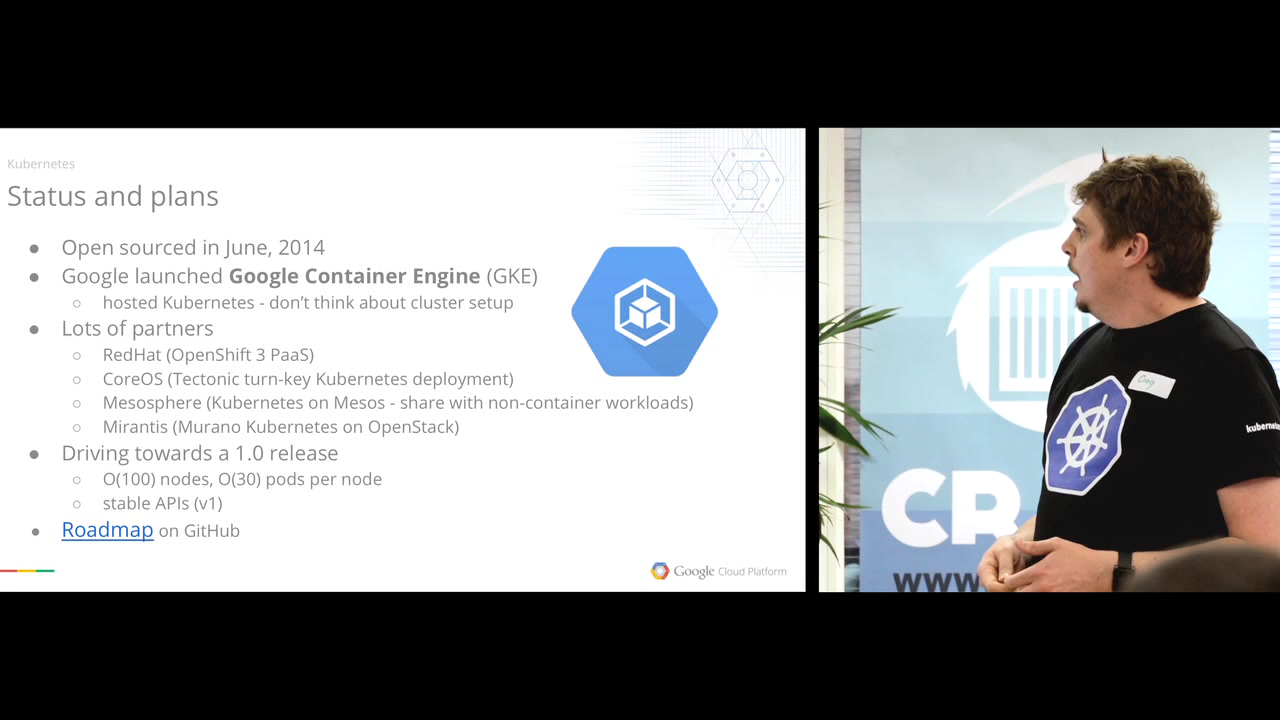 Kubernetes
Status and plans
● Open sourced in June, 2014
● Google launched Google Container Engine (GKE)
○ hosted Kubernetes - don’t think about cluster setup
● Lots of partners
○ RedHat (OpenShift 3 PaaS)
○ CoreOS (Tectonic turn-key Kubernetes deployment)
○ Mesosphere (Kubernetes on Mesos - share with non-container workloads)
○ Mirantis (Murano Kubernetes on OpenStack)
● Driving towards a 1.0 release
○ O(100) nodes, O(30) pods per node
○ stable APIs (v1)
● Roadmap on GitHub
Google Cloud Platform
Craig
CR
www.